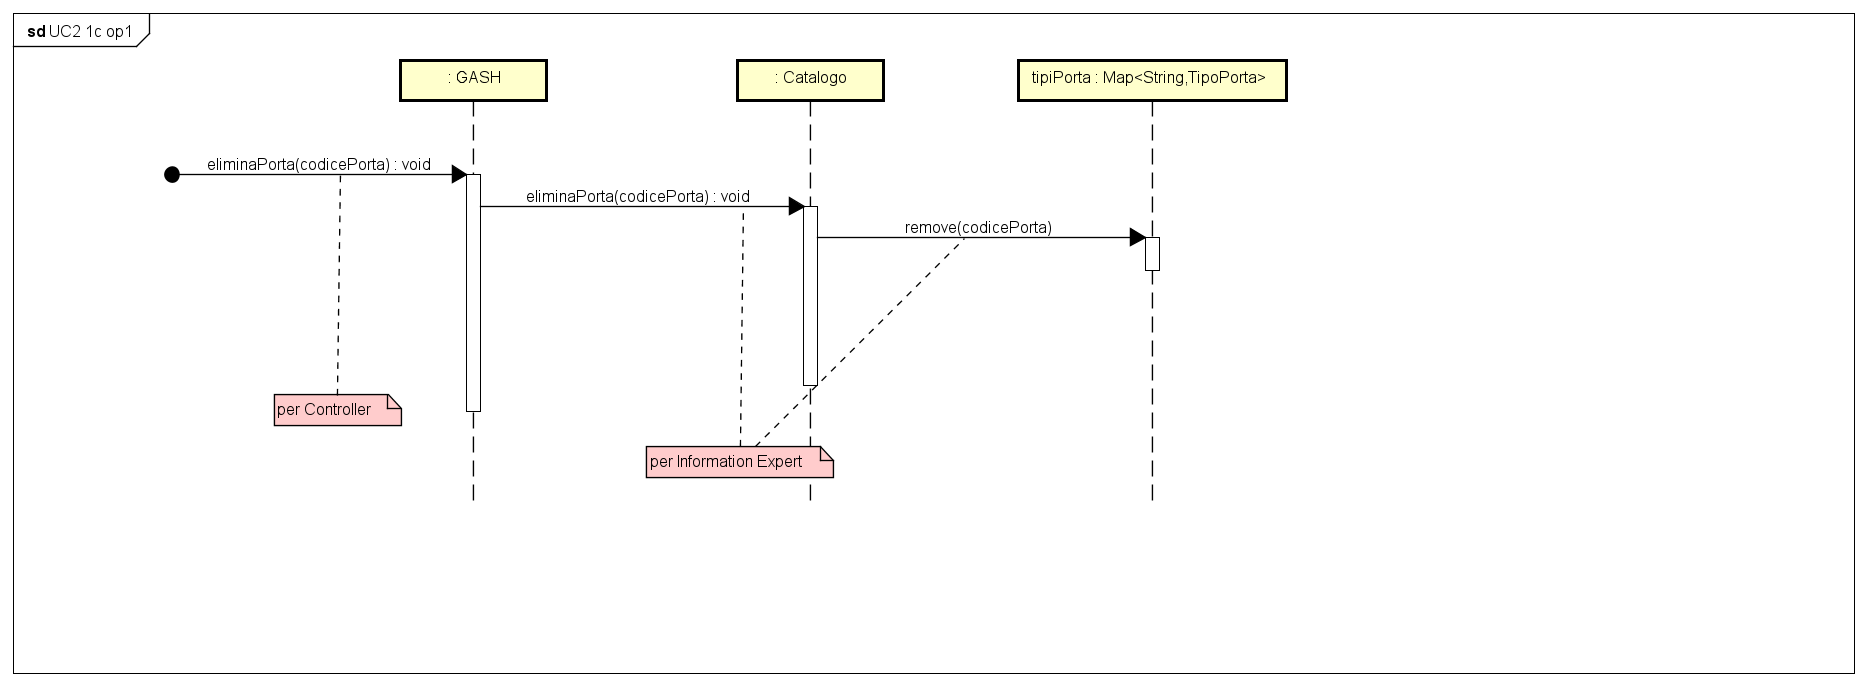 sd UC2 1c op1
: GASH
: Catalogo
tipiPorta : Map<String,TipoPorta>
eliminaPorta(codicePorta) : void
eliminaPorta(codicePorta) : void
remove(codicePorta)
per Controller
per Information Expert